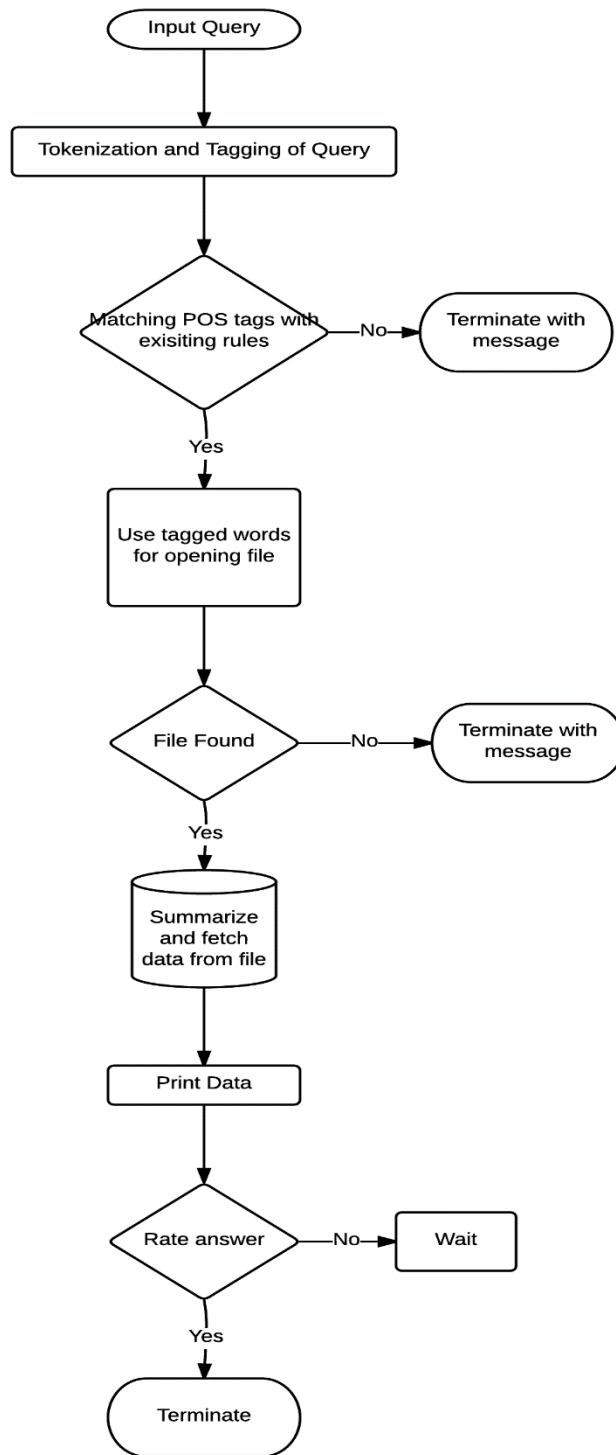 Input Query
Tokenization and Tagging of Query
Matching POS tags with
exisiting rules
No
Terminate with
message
Yes
Use tagged words
for opening file
File Found
No
Terminate with
message
Yes
Summarize
and fetch
data from file
Print Data
Rate answer
No
Wait
Yes
Terminate